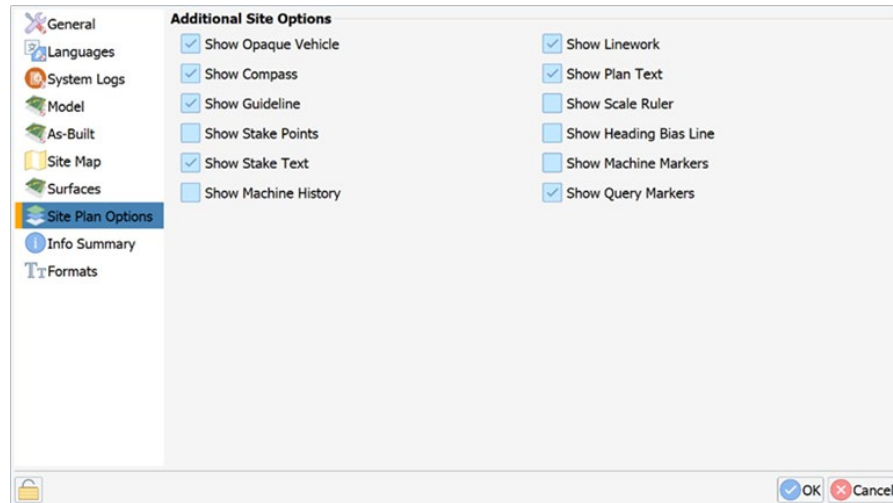 General
Languages
System Logs
Model
As-Built
Site Map
Surfaces
Site Plan Options
Info Summary
Formats
Additional Site Options
Show Opaque Vehicle
Show Compass
Show Guideline
Show Stake Points
Show Stake Text
Show Machine History
Show Linework
Show Plan Text
Show Scale Ruler
Show Heading Bias Line
Show Machine Markers
Show Query Markers
OK
Cancel